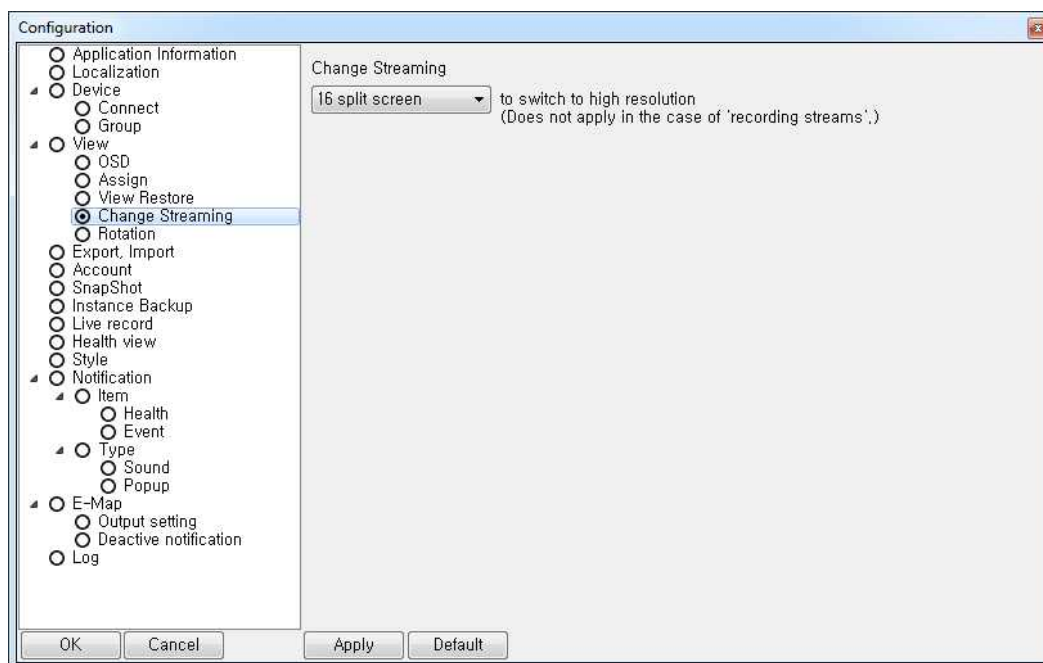 Configuration
Application Information
Localization
Device
Connect
Group
View
OSD
Assign
View Restore
Change Streaming
Rotation
Export, Import
Account
SnapShot
Instance Backup
Live record
Health view
Style
Notification
Item
Health
Event
Type
Sound
Popup
E-Map
Output setting
Deactive notification
Log
Change Streaming
16 split screen
to switch to high resolution
(Does not apply in the case of 'recording streams',)
OK
Cancel
Apply
Default